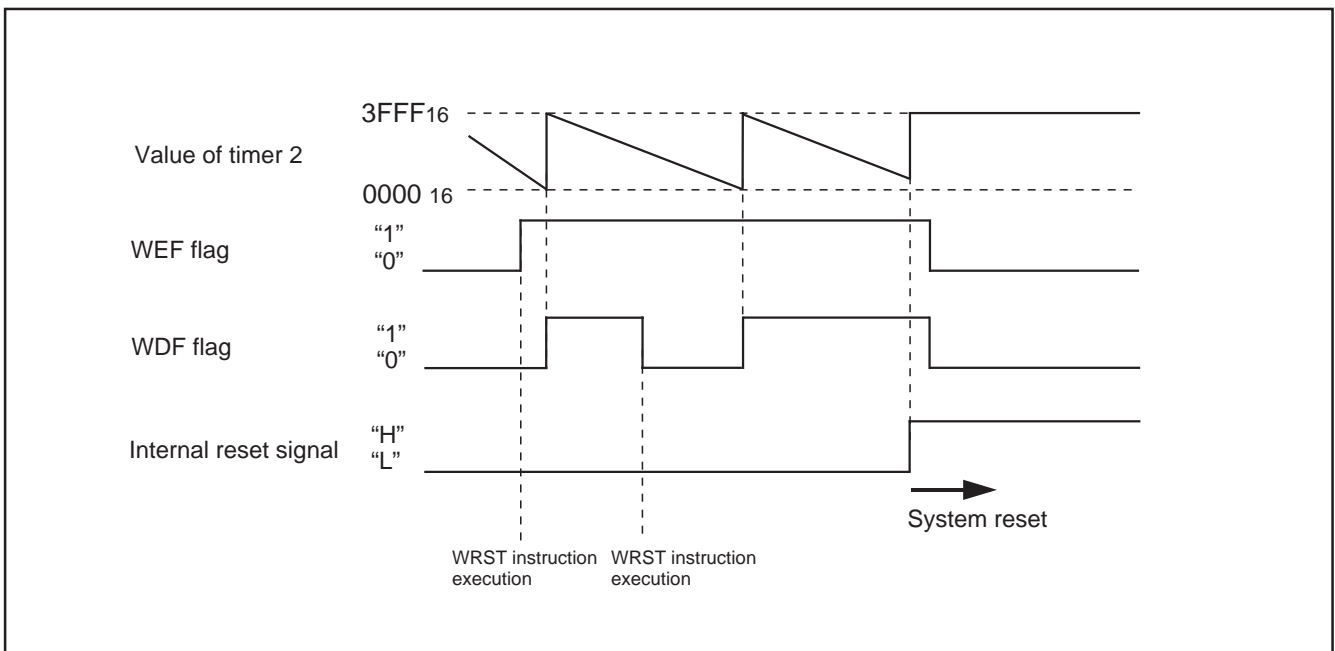 3FFF16
Value of timer 2
0000 16
WEF flag
“1”
“0”
WDF flag
“1”
“0”
Internal reset signal
“H”
“L”
System reset
WRST instruction
execution
WRST instruction
execution